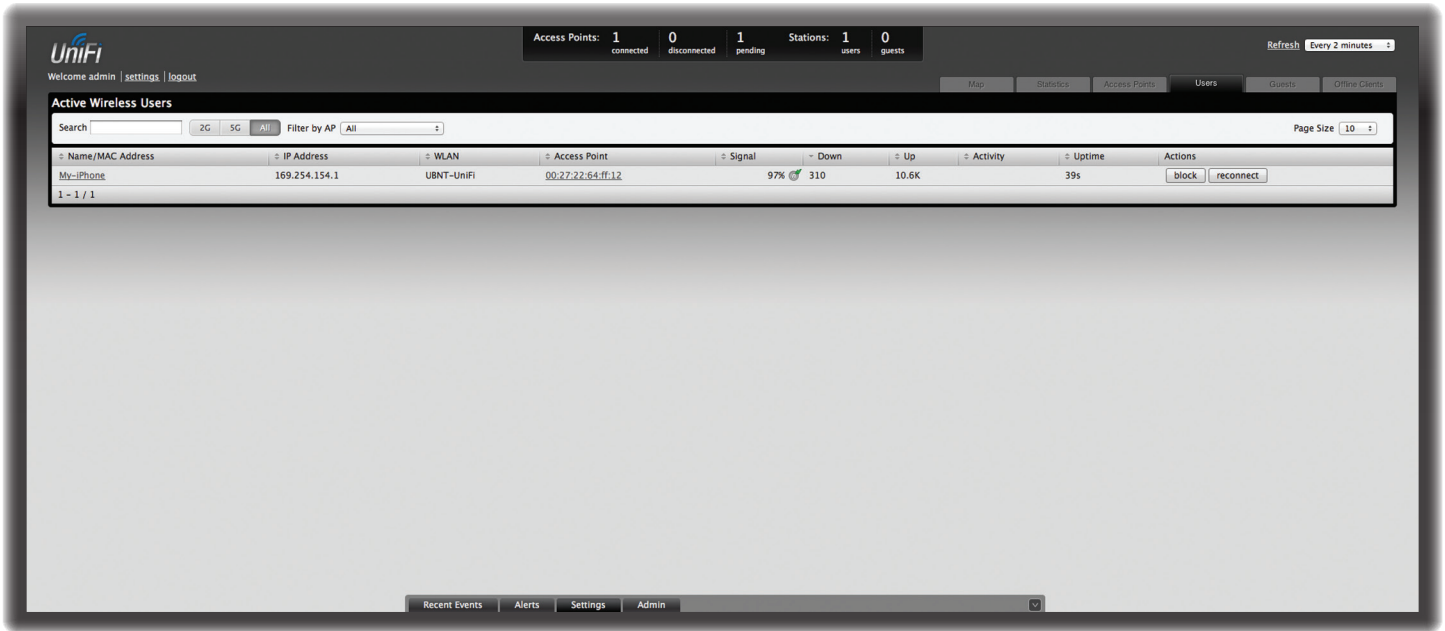 UniFi
Access Points: 1 connected 0 disconnected 1 pending Stations: 1 users 0 guests
Refresh Every 2 minutes
Welcome admin | settings | logout
Map Statistics Access Points Users Guests Offline Clients
Active Wireless Users
Search 2G 5G All Filter by AP All Page Size 10
Name/MAC Address IP Address WLAN Access Point Signal Down Up Activity Uptime Actions
My-iPhone 169.254.154.1 UBNT-UniFi 00:27:22:64:ff:12 97% 310 10.6K 39s block reconnect
1 - 1 / 1
Recent Events Alerts Settings Admin